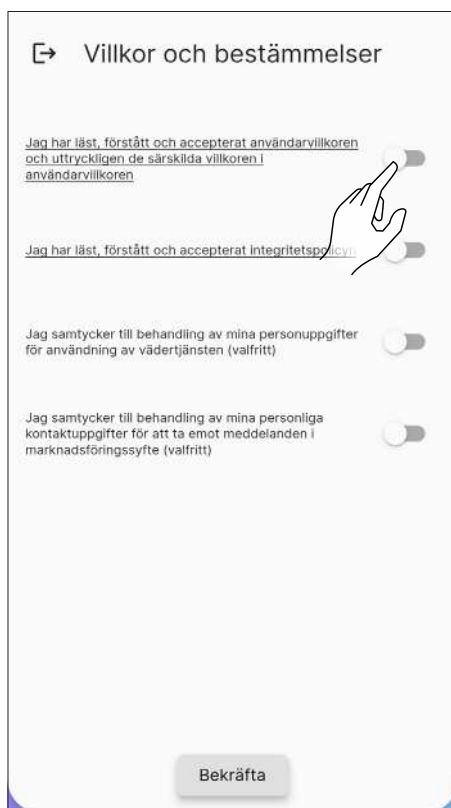 Villkor och bestämmelser
Jag har läst, förstått och accepterat användarvillkoren
och uttryckligen de särskilda villkoren i
användarvillkoren
Jag har läst, förstått och accepterat integritetspolicyn
Jag samtycker till behandling av mina personuppgifter
för användning av vädertjänsten (valfritt)
Jag samtycker till behandling av mina personliga
kontaktuppgifter för att ta emot meddelanden i
marknadsföringssyfte (valfritt)
Bekräfta